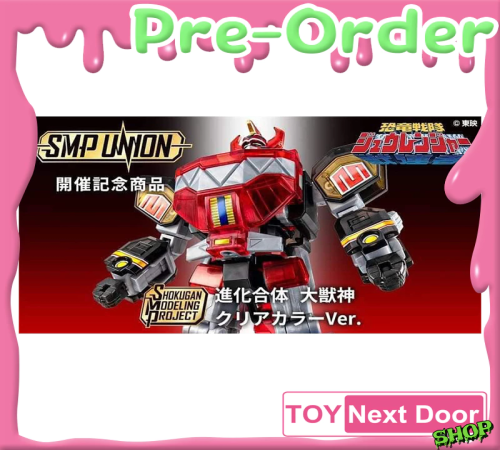 Pre-Order
SMP UNION
開催記念商品
© 東映
恐竜戦隊
ジュウレンジャー
SHOKUGAN
MODELING
PROJECT
進化合体 大獣神
クリアカラーVer.
TOY Next Door
SHOP